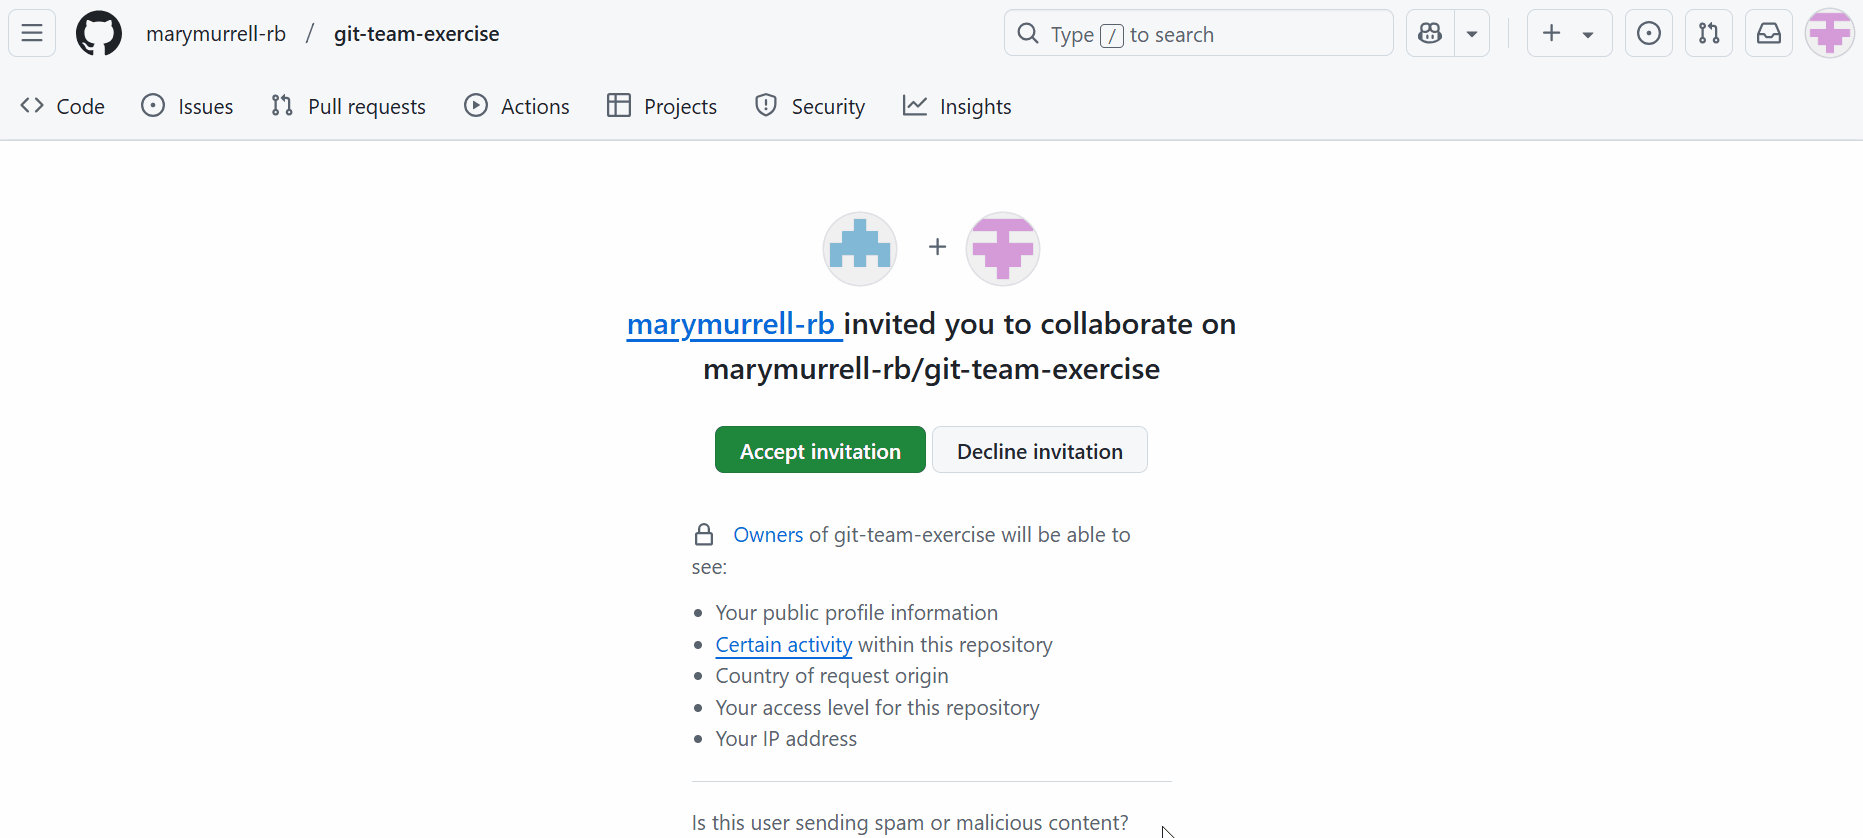 marymurrell-rb / git-team-exercise
Type / to search
Code Issues Pull requests Actions Projects Security Insights
marymurrell-rb invited you to collaborate on
marymurrell-rb/git-team-exercise
Accept invitation Decline invitation
Owners of git-team-exercise will be able to
see:
• Your public profile information
• Certain activity within this repository
• Country of request origin
• Your access level for this repository
• Your IP address
Is this user sending spam or malicious content?